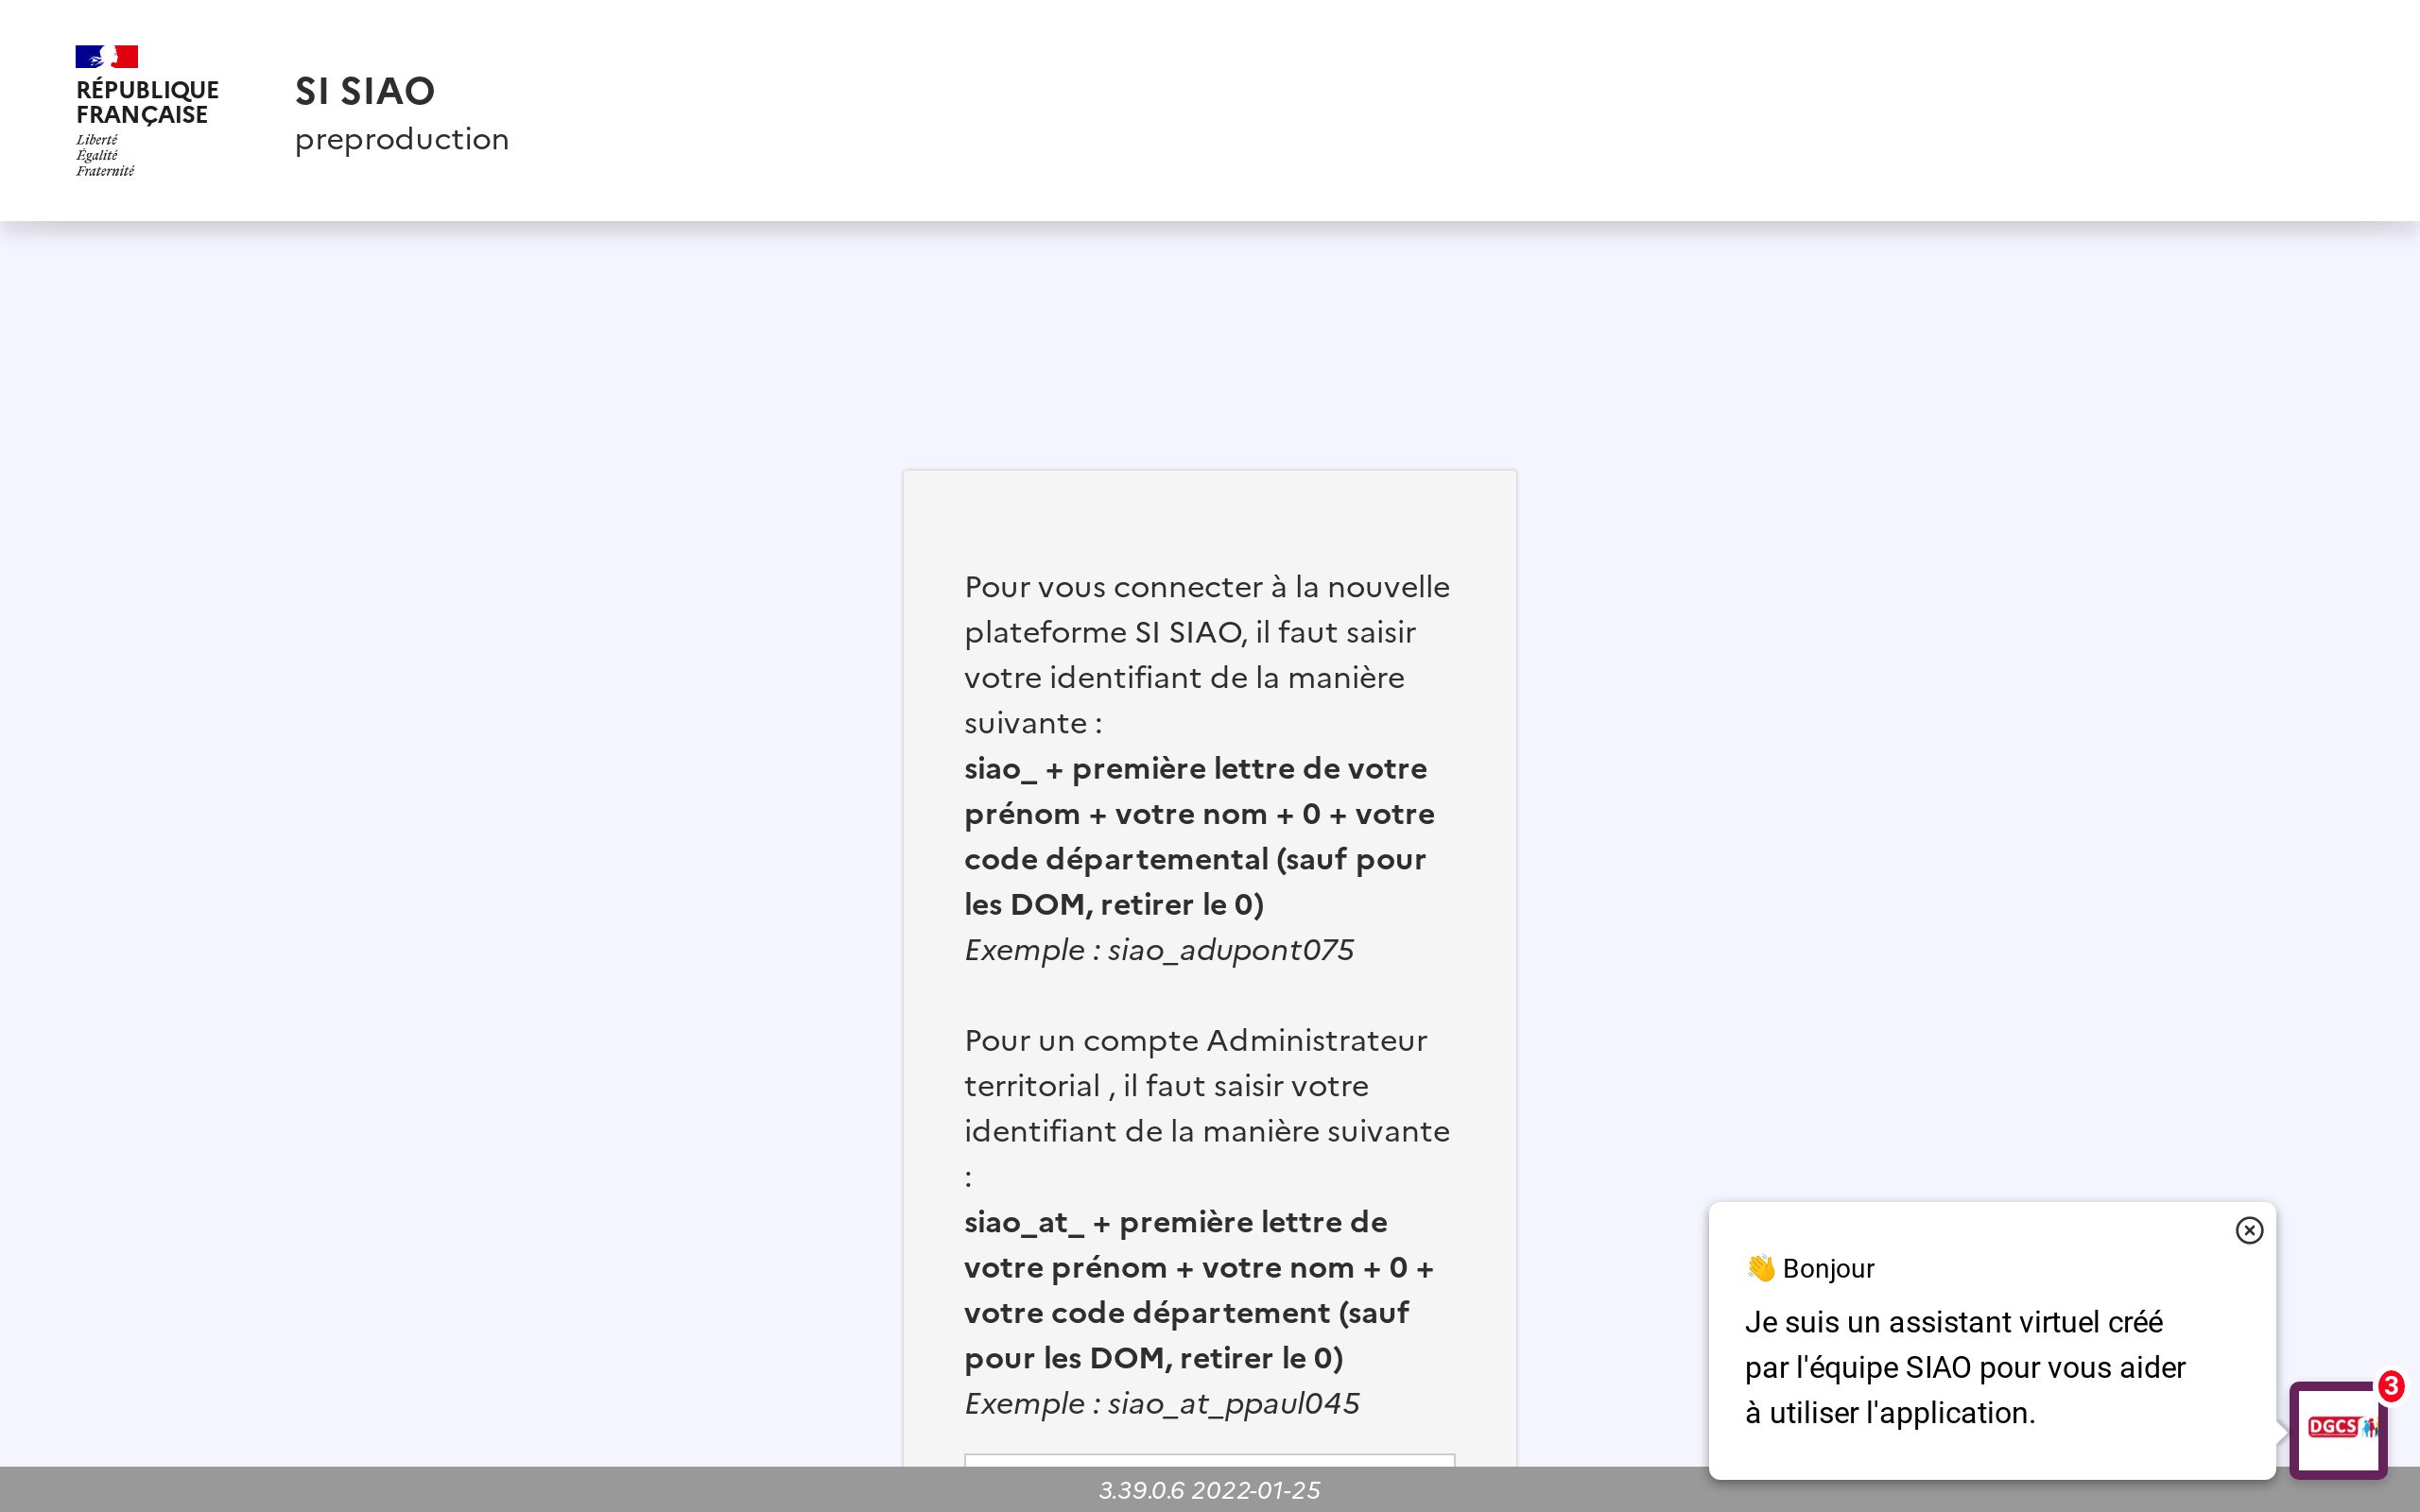 RÉPUBLIQUE
FRANÇAISE
Liberté
Égalité
Fraternité
SI SIAO
preproduction
Pour vous connecter à la nouvelle
plateforme SI SIAO, il faut saisir
votre identifiant de la manière
suivante :
siao_ + première lettre de votre
prénom + votre nom + 0 + votre
code départemental (sauf pour
les DOM, retirer le 0)
Exemple : siao_adupont075
Pour un compte Administrateur
territorial , il faut saisir votre
identifiant de la manière suivante
:
siao_at_ + première lettre de
votre prénom + votre nom + 0 +
votre code département (sauf
pour les DOM, retirer le 0)
Exemple : siao_at_ppaul045
👋 Bonjour
Je suis un assistant virtuel créé
par l'équipe SIAO pour vous aider
à utiliser l'application.
3
DGCS
3.39.0.6 2022-01-25